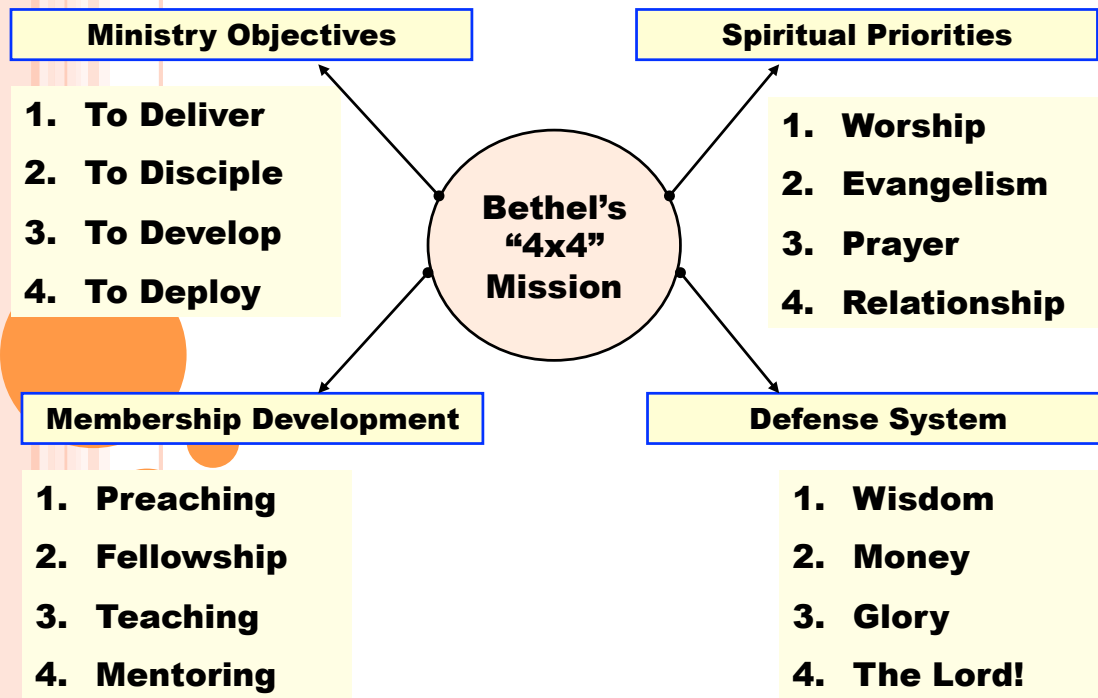 Ministry Objectives
1. To Deliver
2. To Disciple
3. To Develop
4. To Deploy
Spiritual Priorities
1. Worship
2. Evangelism
3. Prayer
4. Relationship
Bethel’s
“4x4”
Mission
Membership Development
1. Preaching
2. Fellowship
3. Teaching
4. Mentoring
Defense System
1. Wisdom
2. Money
3. Glory
4. The Lord!